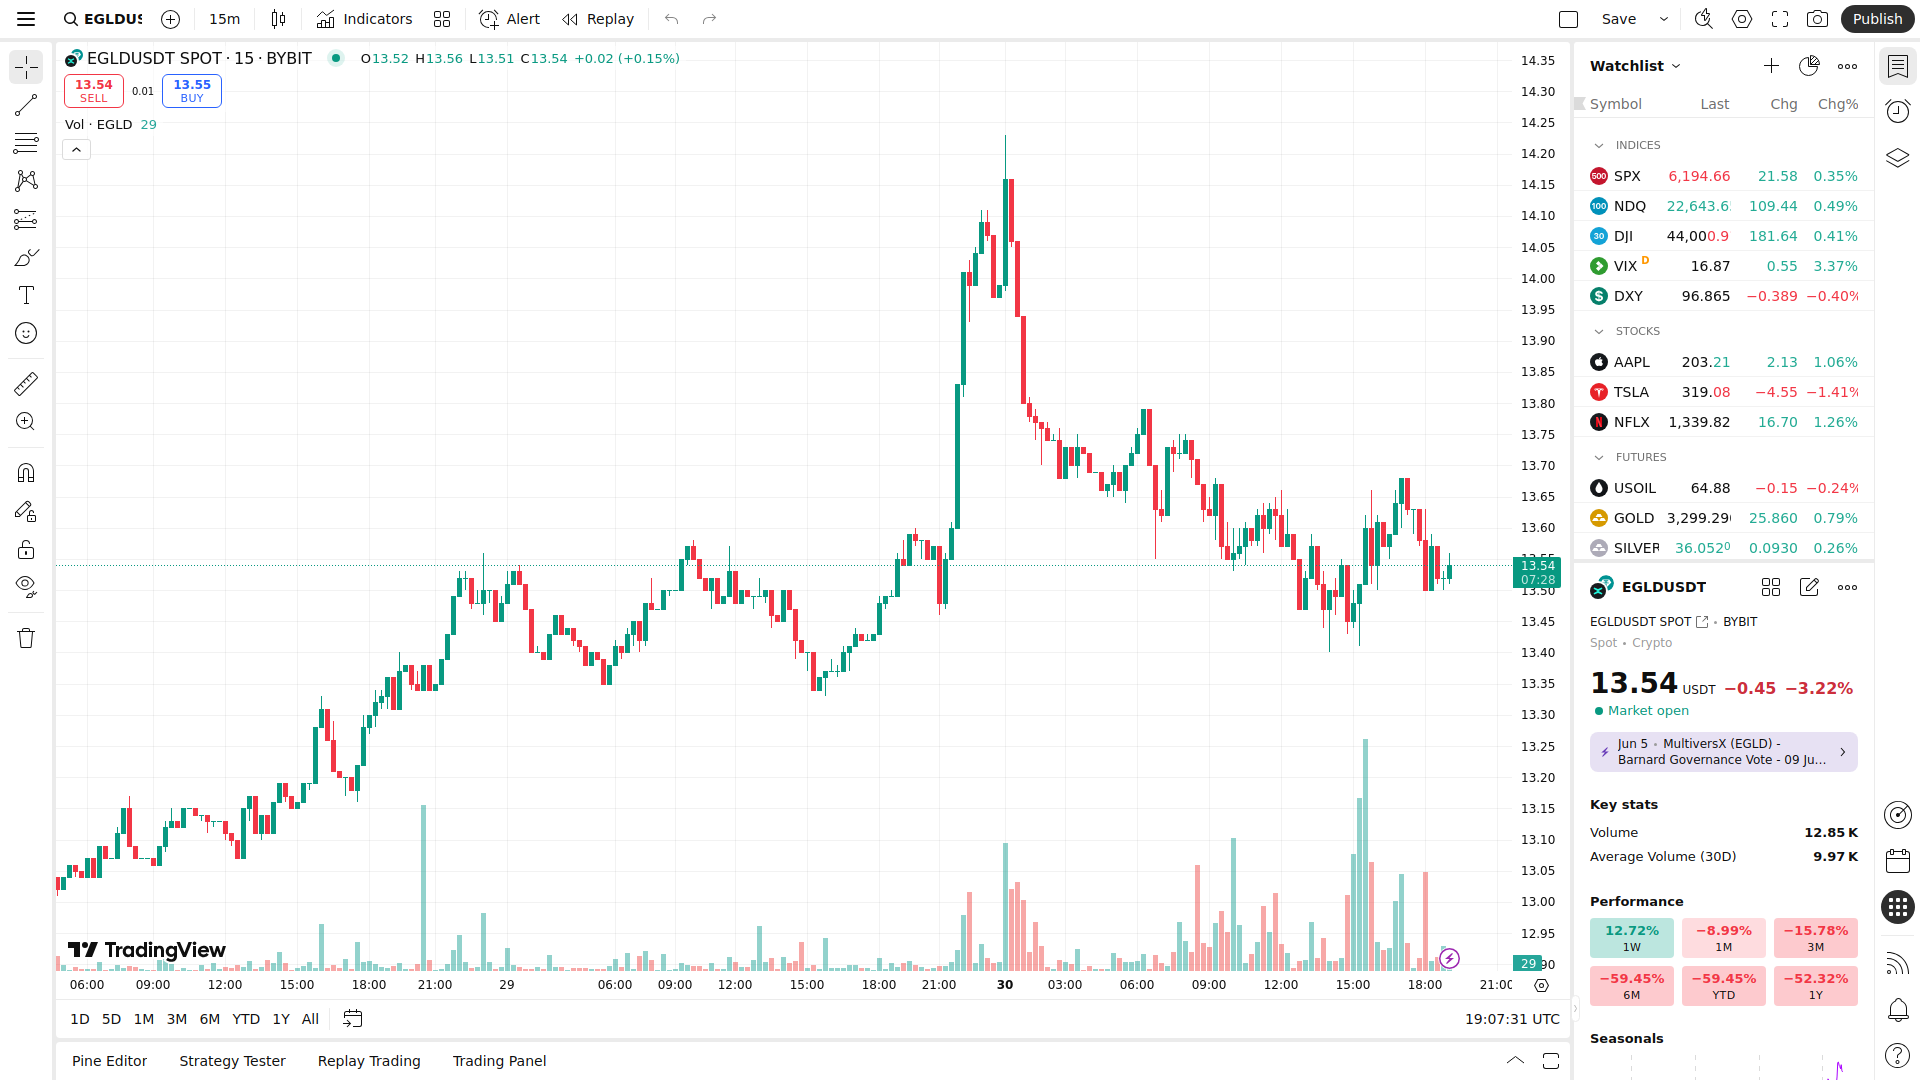 EGLDUS
15m
Indicators
Alert
Replay
Save
Publish
EGLDUSDT SPOT · 15 · BYBIT
O13.52 H13.56 L13.51 C13.54 +0.02 (+0.15%)
13.54
SELL
0.01
13.55
BUY
Vol · EGLD 29
14.35
14.30
14.25
14.20
14.15
14.10
14.05
14.00
13.95
13.90
13.85
13.80
13.75
13.70
13.65
13.60
13.54
07:28
13.50
13.45
13.40
13.35
13.30
13.25
13.20
13.15
13.10
13.05
13.00
12.95
29
90
TradingView
06:00 09:00 12:00 15:00 18:00 21:00 29 06:00 09:00 12:00 15:00 18:00 21:00 30 03:00 06:00 09:00 12:00 15:00 18:00 21:00
1D 5D 1M 3M 6M YTD 1Y All
19:07:31 UTC
Pine Editor Strategy Tester Replay Trading Trading Panel
Watchlist
Symbol Last Chg Chg%
INDICES
500 SPX 6,194.66 21.58 0.35%
100 NDQ 22,643.6 109.44 0.49%
30 DJI 44,000.9 181.64 0.41%
VIX D 16.87 0.55 3.37%
DXY 96.865 −0.389 −0.40%
STOCKS
AAPL 203.21 2.13 1.06%
TSLA 319.08 −4.55 −1.41%
NFLX 1,339.82 16.70 1.26%
FUTURES
USOIL 64.88 −0.15 −0.24%
GOLD 3,299.29 25.860 0.79%
SILVER 36.0520 0.0930 0.26%
EGLDUSDT
EGLDUSDT SPOT • BYBIT
Spot • Crypto
13.54 USDT −0.45 −3.22%
Market open
Jun 5 • MultiversX (EGLD) -
Barnard Governance Vote - 09 Ju...
Key stats
Volume 12.85 K
Average Volume (30D) 9.97 K
Performance
12.72% −8.99% −15.78%
1W 1M 3M
−59.45% −59.45% −52.32%
6M YTD 1Y
Seasonals